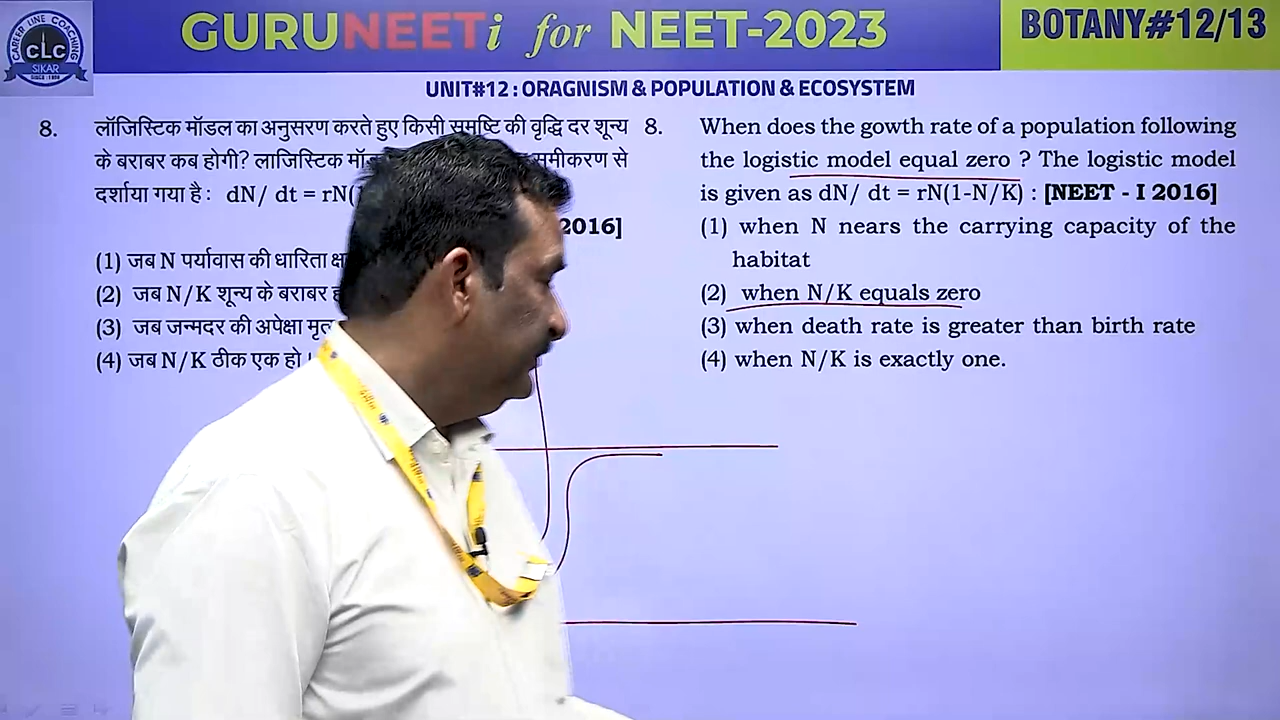 GURUNEETi for NEET-2023
BOTANY#12/13
CAREER LINE COACHING
CLC
SIKAR
UNIT#12 : ORAGNISM & POPULATION & ECOSYSTEM
8. लॉजिस्टिक मॉडल का अनुसरण करते हुए किसी समष्टि की वृद्धि दर शून्य
के बराबर कब होगी? लाजिस्टिक समीकरण से
दर्शाया गया है : dN/ dt = rN(
2016]
(1) जब N पर्यावास की धारिता
(2) जब N/K शून्य के बराबर
(3) जब जन्मदर की अपेक्षा
(4) जब N/K ठीक एक हो
8. When does the gowth rate of a population following
the logistic model equal zero ? The logistic model
is given as dN/ dt = rN(1-N/K) : [NEET - I 2016]
(1) when N nears the carrying capacity of the
habitat
(2) when N/K equals zero
(3) when death rate is greater than birth rate
(4) when N/K is exactly one.